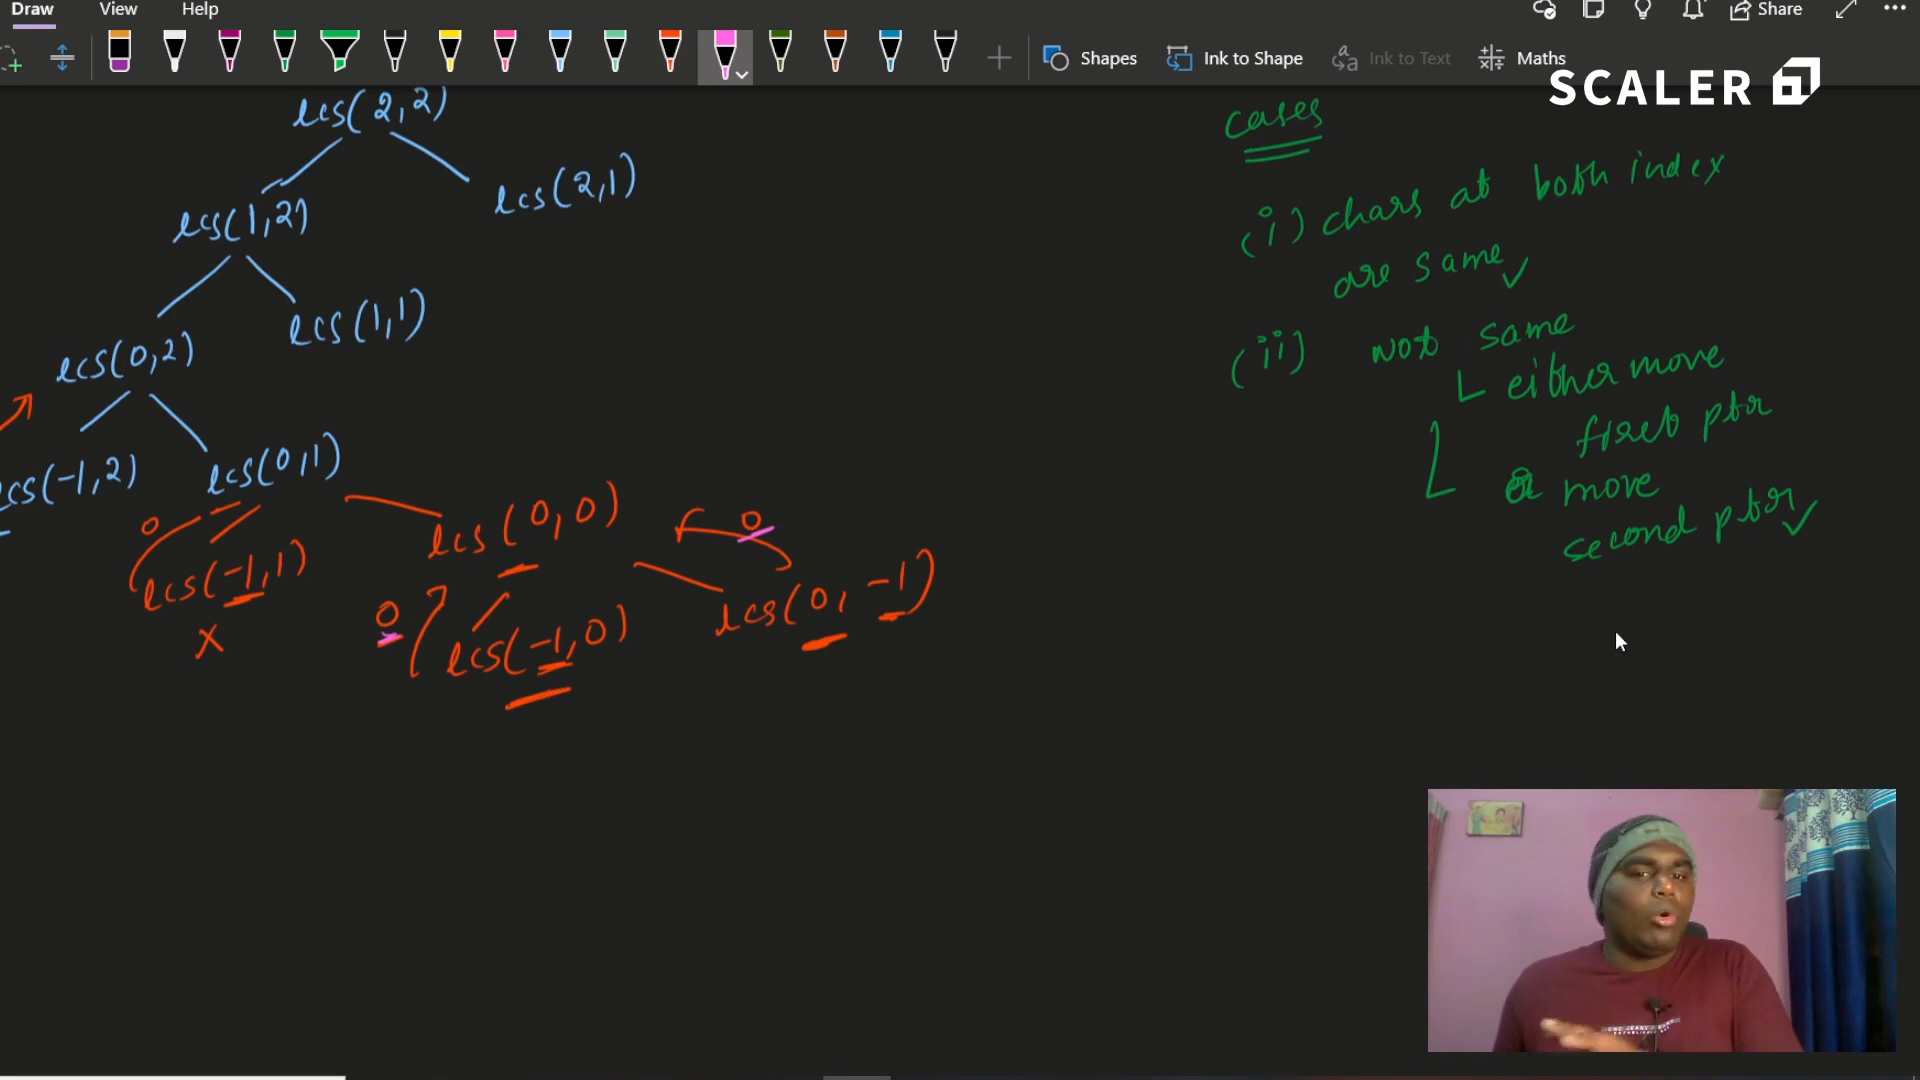 Draw View Help
Share
Shapes Ink to Shape Ink to Text Maths
SCALER
lcs(2,2)
lcs(1,2) lcs(2,1)
lcs(0,2) lcs(1,1)
lcs(-1,2) lcs(0,1)
0 lcs(0,0) 0
lcs(-1,1) 0 lcs(-1,0) lcs(0,-1)
X
cases
(i) chars at both index
are same ✓
(ii) not same
either move
first ptr
or move
second ptr ✓